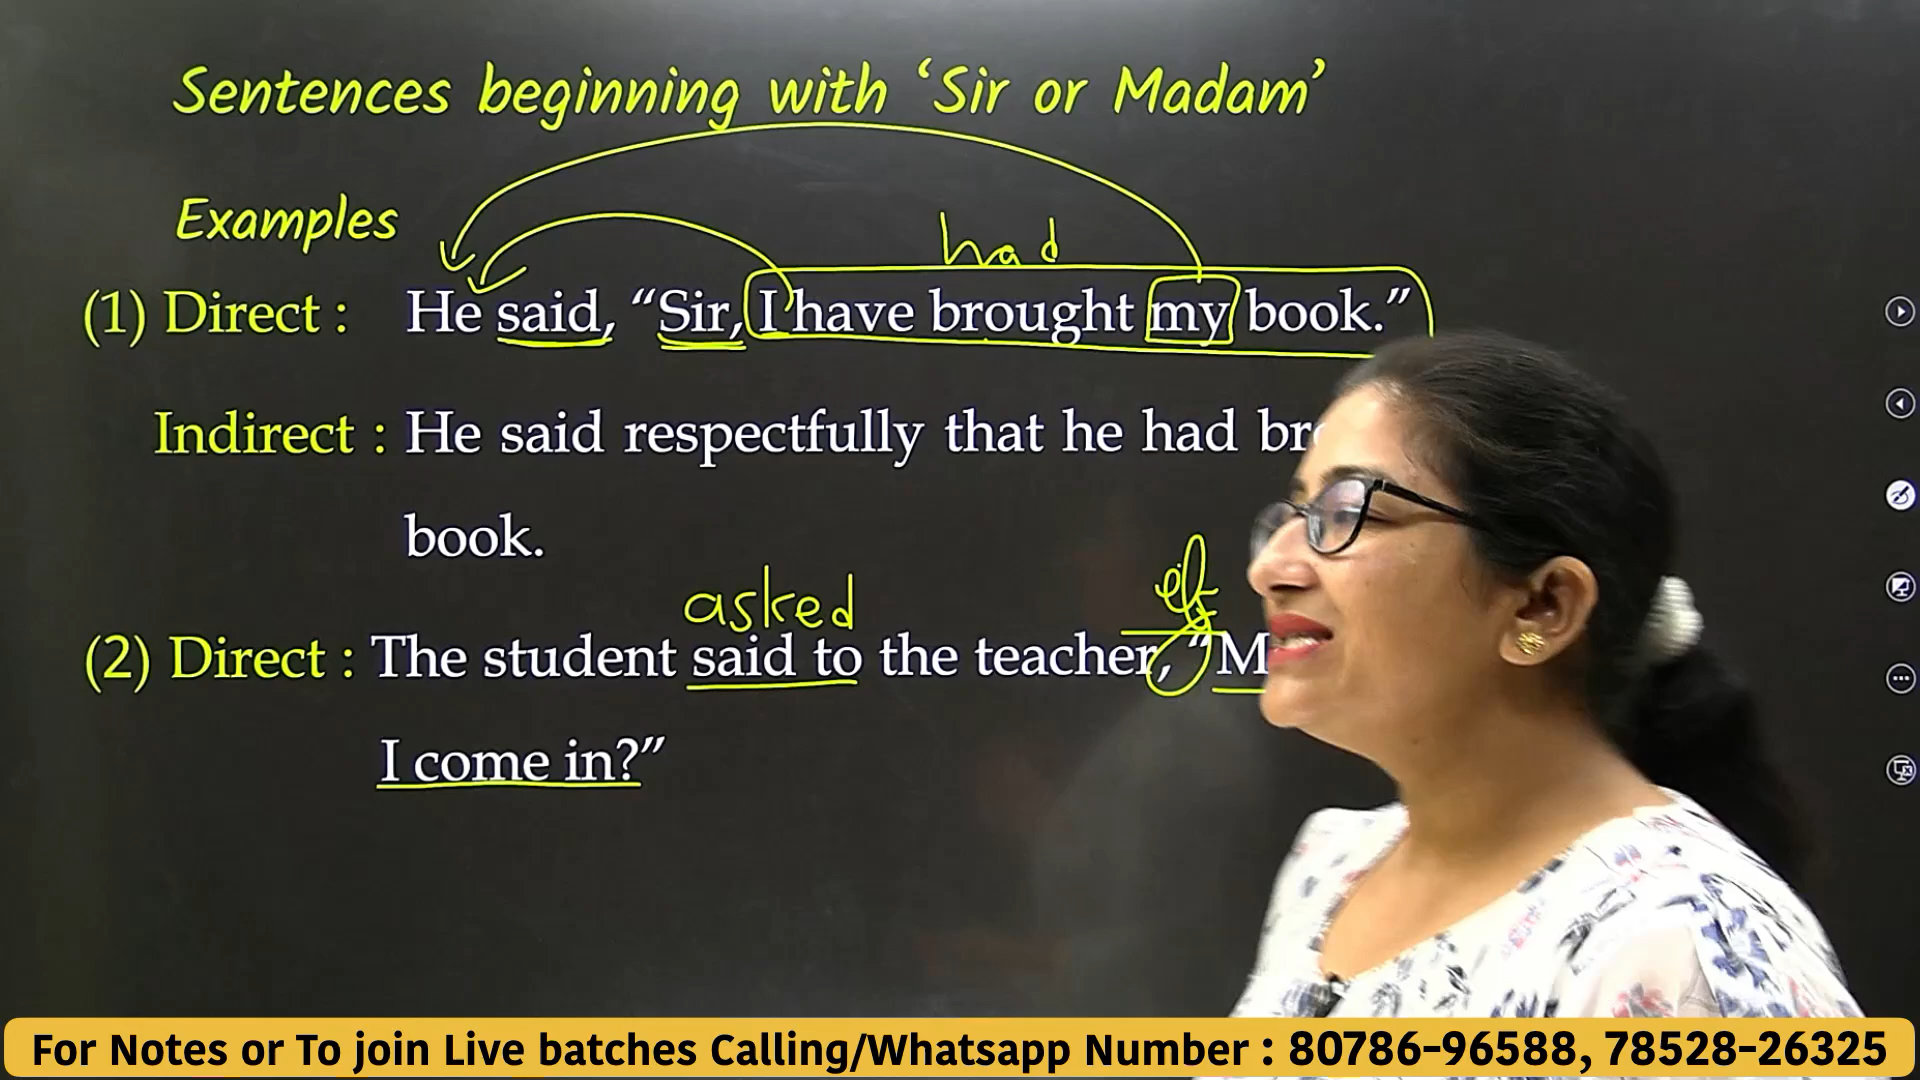 Sentences beginning with ‘Sir or Madam’
Examples
had
(1) Direct : He said, “Sir, I have brought my book.”
Indirect : He said respectfully that he had
book.
asked if
(2) Direct : The student said to the teacher, “
I come in?”
For Notes or To join Live batches Calling/Whatsapp Number : 80786-96588, 78528-26325